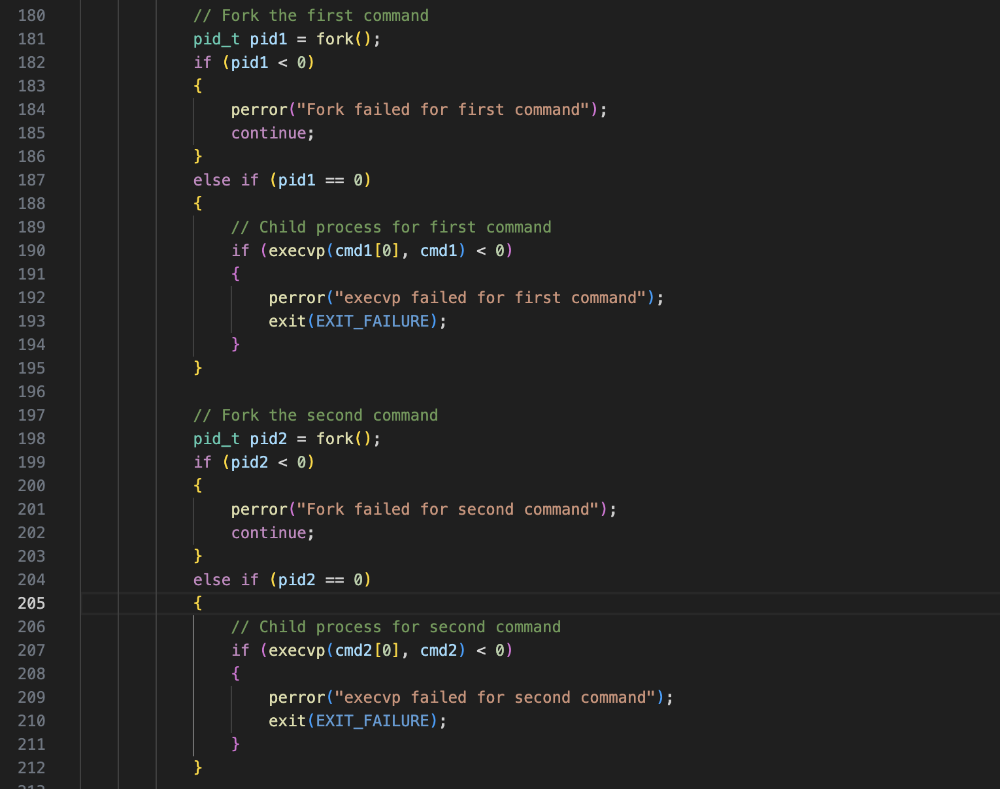 180 // Fork the first command
181 pid_t pid1 = fork();
182 if (pid1 < 0)
183 {
184 perror("Fork failed for first command");
185 continue;
186 }
187 else if (pid1 == 0)
188 {
189 // Child process for first command
190 if (execvp(cmd1[0], cmd1) < 0)
191 {
192 perror("execvp failed for first command");
193 exit(EXIT_FAILURE);
194 }
195 }
196
197 // Fork the second command
198 pid_t pid2 = fork();
199 if (pid2 < 0)
200 {
201 perror("Fork failed for second command");
202 continue;
203 }
204 else if (pid2 == 0)
205 {
206 // Child process for second command
207 if (execvp(cmd2[0], cmd2) < 0)
208 {
209 perror("execvp failed for second command");
210 exit(EXIT_FAILURE);
211 }
212 }